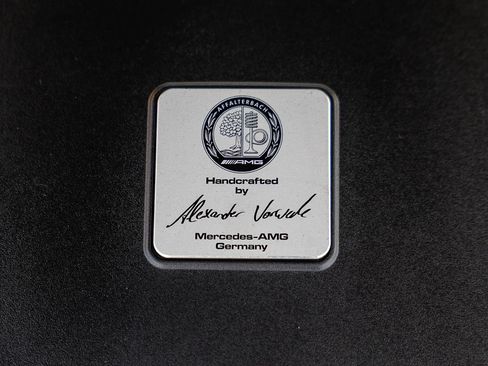 AFFALTERBACH
AMG
Handcrafted
by
Alexander
Mercedes-AMG
Germany